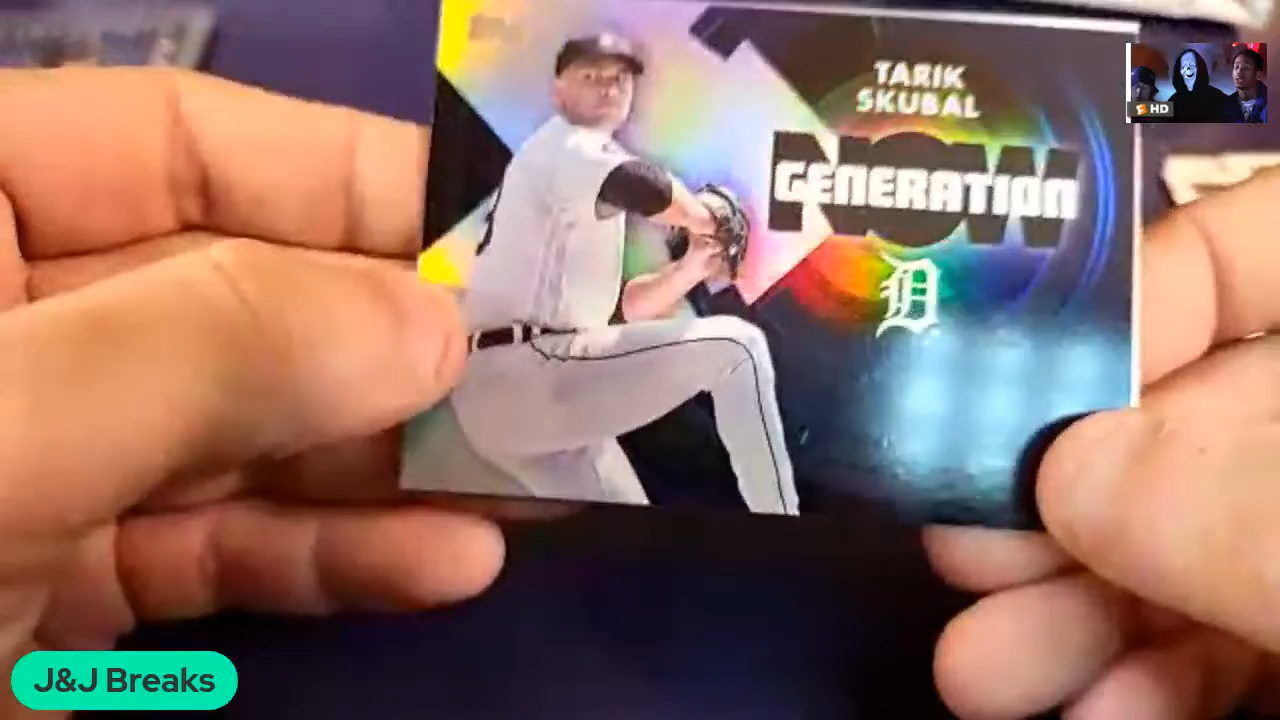 TARIK
SKUBAL
NOW
GENERATION
D
HD
J&J Breaks